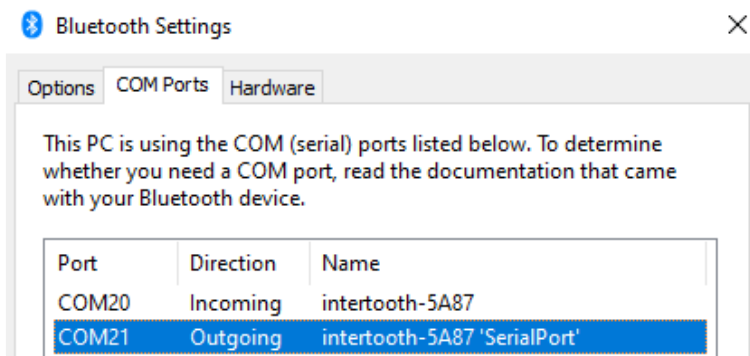 Bluetooth Settings
Options COM Ports Hardware
This PC is using the COM (serial) ports listed below. To determine
whether you need a COM port, read the documentation that came
with your Bluetooth device.
Port Direction Name
COM20 Incoming intertooth-5A87
COM21 Outgoing intertooth-5A87 'SerialPort'